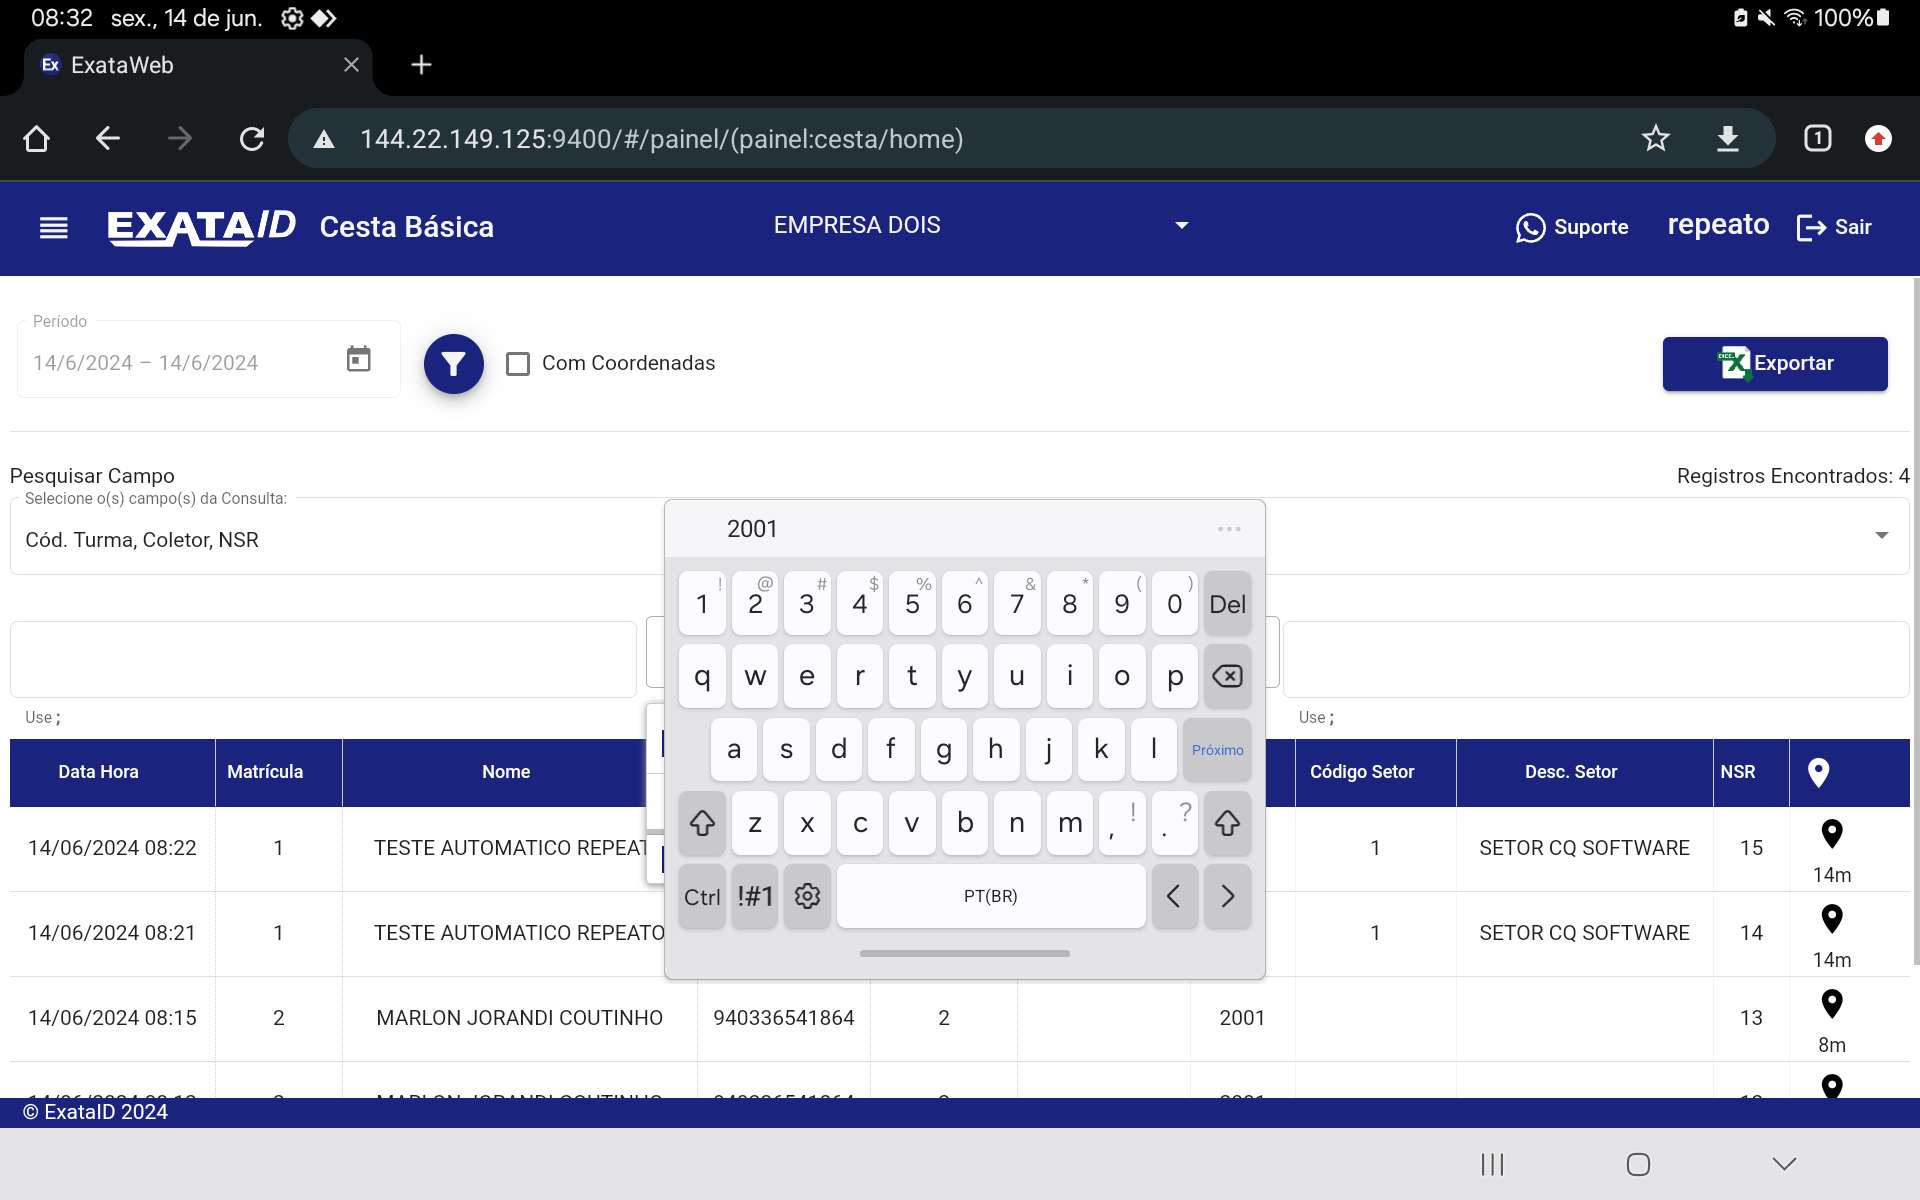 08:32 sex., 14 de jun. 100%
Ex ExataWeb
144.22.149.125:9400/#/painel/(painel:cesta/home) 1
EXATA ID Cesta Básica EMPRESA DOIS Suporte repeato Sair
Período
14/6/2024 – 14/6/2024 Com Coordenadas Exportar
Pesquisar Campo Registros Encontrados: 4
Selecione o(s) campo(s) da Consulta:
Cód. Turma, Coletor, NSR
2001
! @ # $ % ^ & * ( )
1 2 3 4 5 6 7 8 9 0 Del
q w e r t y u i o p
a s d f g h j k l Próximo
z x c v b n m , ! . ?
Ctrl !#1 PT(BR) < >
Use ; Use ;
Data Hora Matrícula Nome Código Setor Desc. Setor NSR
14/06/2024 08:22 1 TESTE AUTOMATICO 1 SETOR CQ SOFTWARE 15
14m
14/06/2024 08:21 1 TESTE AUTOMATICO REPEATO 1 SETOR CQ SOFTWARE 14
14m
14/06/2024 08:15 2 MARLON JORANDI COUTINHO 940336541864 2 2001 13
8m
© ExataID 2024